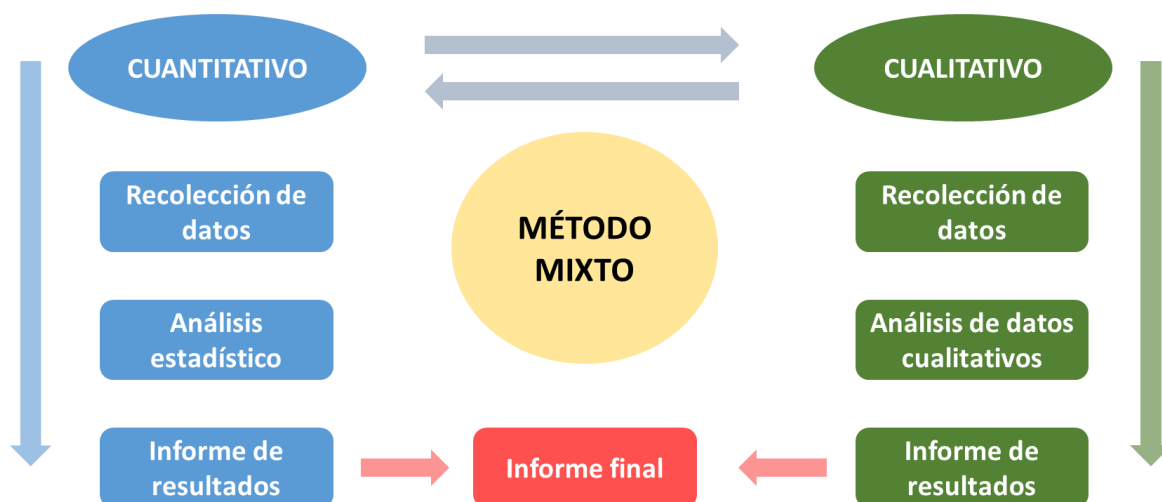 CUANTITATIVO
CUALITATIVO
Recolección de
datos
Recolección de
datos
MÉTODO
MIXTO
Análisis
estadístico
Análisis de datos
cualitativos
Informe de
resultados
Informe final
Informe de
resultados